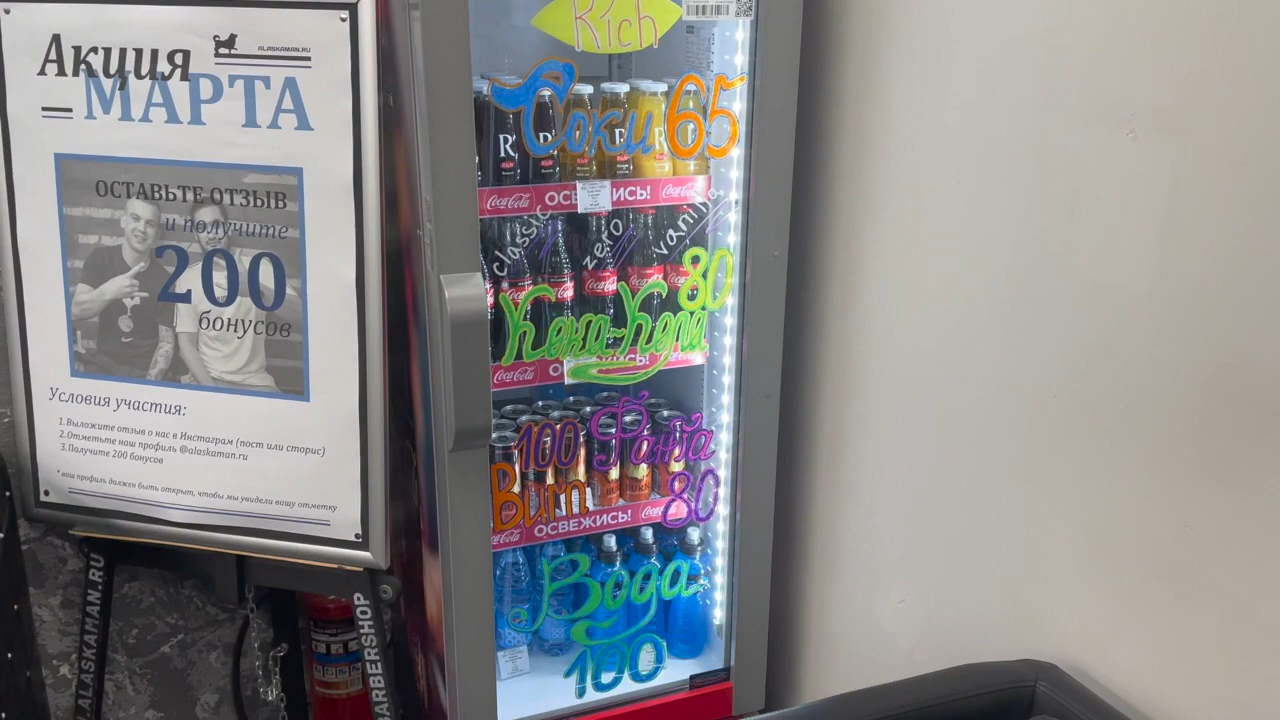 Акция
ALASKAMAN.RU
МАРТА
ОСТАВЬТЕ ОТЗЫВ
и получите
200
бонусов
Условия участия:
1.Выложите отзыв о нас в Инстаграм (пост или сторис)
2.Отметьте наш профиль @alaskaman.ru
3.Получите 200 бонусов
* ваш профиль должен быть открыт, чтобы мы увидели вашу отметку
ALASKAMAN.RU
BARBERSHOP
Rich
Соки 65
Coca-Cola ОСВЕЖИСЬ! Coca-Cola
classic zero vanilla
80
Кока-Кола
Coca-Cola
100 Фанта
Burn 80
ОСВЕЖИСЬ!
Вода
100